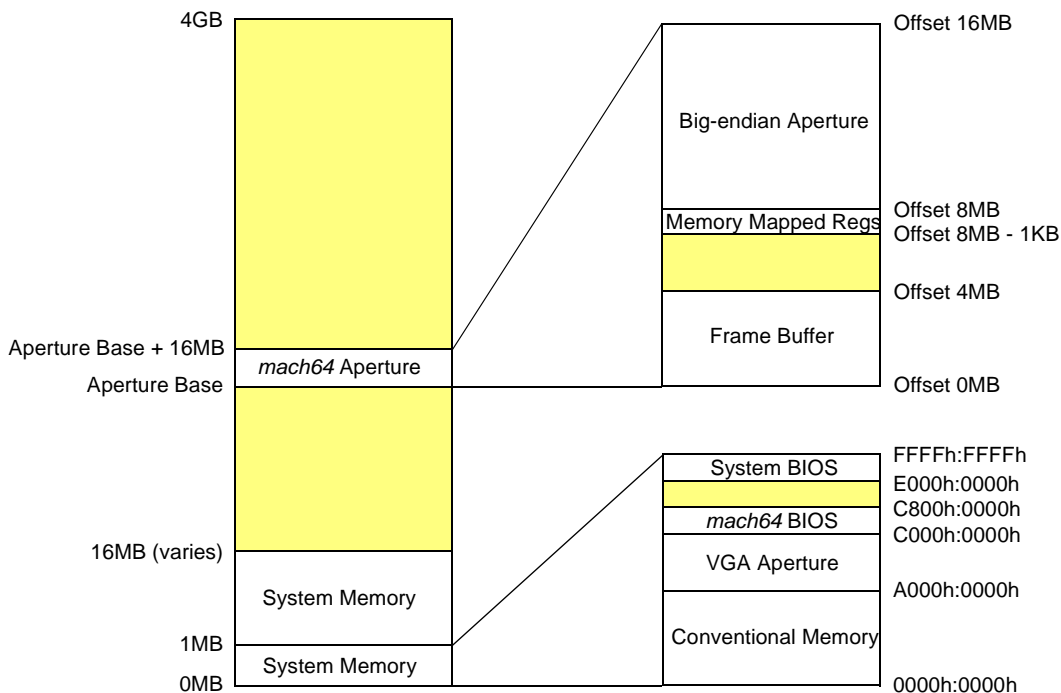 4GB
Aperture Base + 16MB
mach64 Aperture
Aperture Base
16MB (varies)
System Memory
1MB
System Memory
0MB
Offset 16MB
Big-endian Aperture
Offset 8MB
Memory Mapped Regs
Offset 8MB - 1KB
Offset 4MB
Frame Buffer
Offset 0MB
FFFFh:FFFFh
System BIOS
E000h:0000h
C800h:0000h
mach64 BIOS
C000h:0000h
VGA Aperture
A000h:0000h
Conventional Memory
0000h:0000h